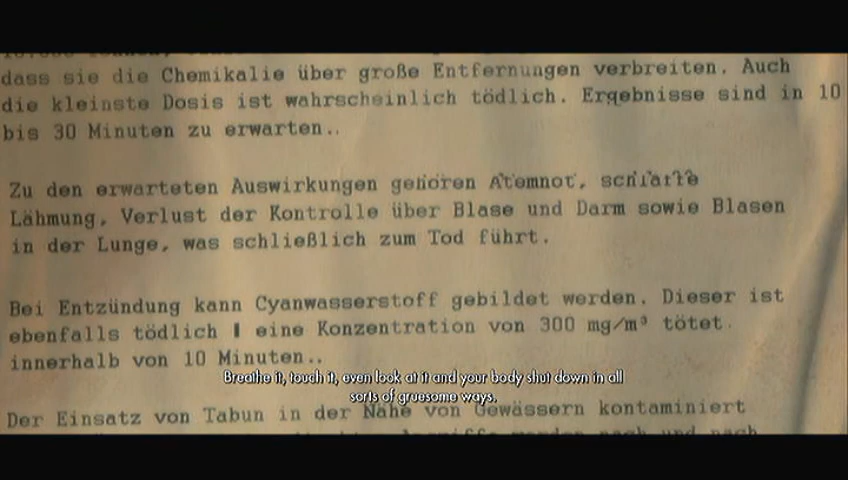 dass sie die Chemikalie über große Entfernungen verbreiten. Auch
die kleinste Dosis ist wahrscheinlich tödlich. Ergebnisse sind in 10
bis 30 Minuten zu erwarten..
Zu den erwarteten Auswirkungen gehören Atemnot, schlaffe
Lähmung, Verlust der Kontrolle über Blase und Darm sowie Blasen
in der Lunge, was schließlich zum Tod führt.
Bei Entzündung kann Cyanwasserstoff gebildet werden. Dieser ist
ebenfalls tödlich eine Konzentration von 300 mg/m³ tötet
innerhalb von 10 Minuten..
Breathe it, touch it, even look at it and your body shut down in all
sorts of gruesome ways.
Der Einsatz von Tabun in der Nähe von Gewässern kontaminiert